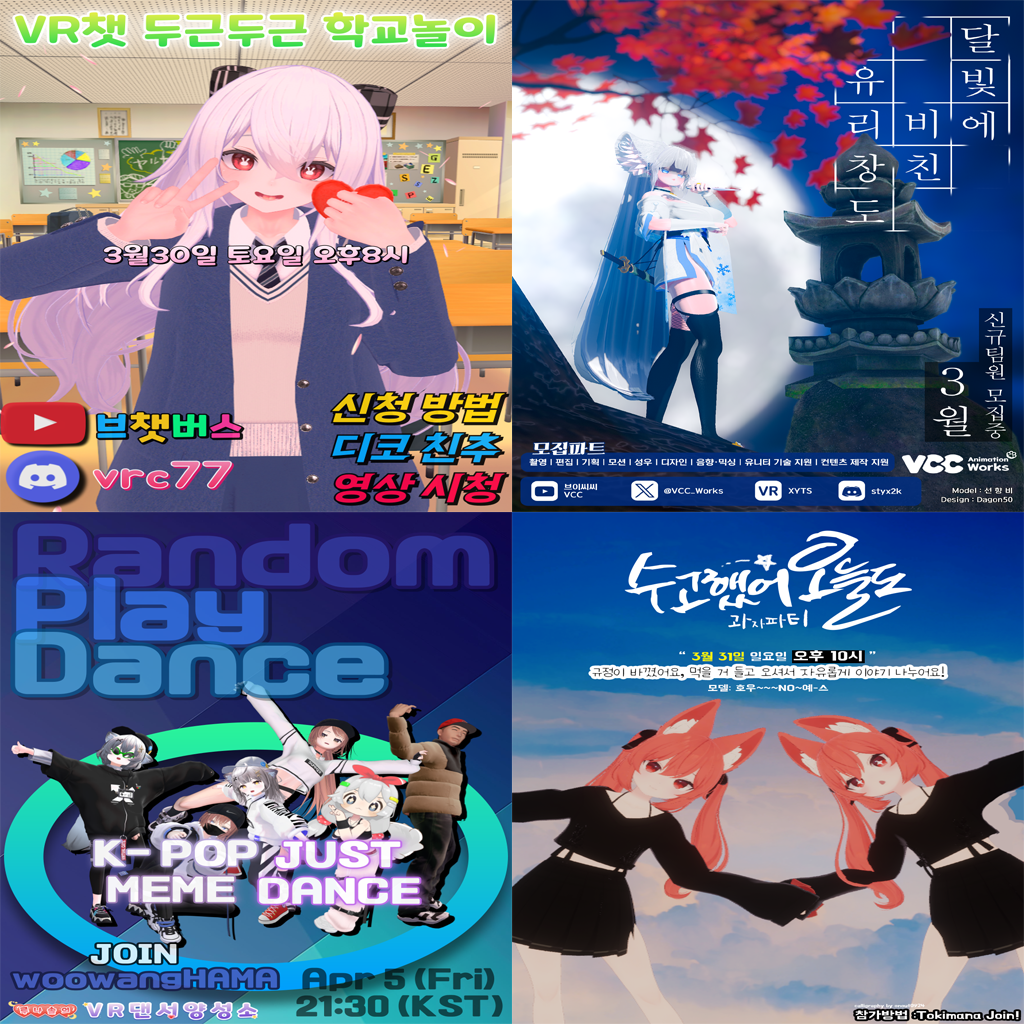 VR챗 두근두근 학교놀이
3월30일 토요일 오후8시
브챗버스
vrc77
신청 방법
디코 친추
영상 시청
달빛에
비친
유리창도
신규팀원 모집중
3월
모집파트
촬영 | 편집 | 기획 | 모션 | 성우 | 디자인 | 음향·믹싱 | 유니티 기술 지원 | 컨텐츠 제작 지원
VCC Animation Works
브이씨씨 VCC
@VCC_Works
VR XYTS
styx2k
Model : 선향비
Design : Dagon50
Random
Play
Dance
K-POP JUST
MEME DANCE
JOIN
woowangHAMA
Apr 5 (Fri)
21:30 (KST)
VR댄서양성소
수고했어 오늘도
과자파티
“ 3월 31일 일요일 오후 10시 ”
규정이 바꼈어요, 먹을 거 들고 오셔서 자유롭게 이야기 나누어요!
모델: 호우~~~NO~예-스
참가방법 :Tokimana Join!